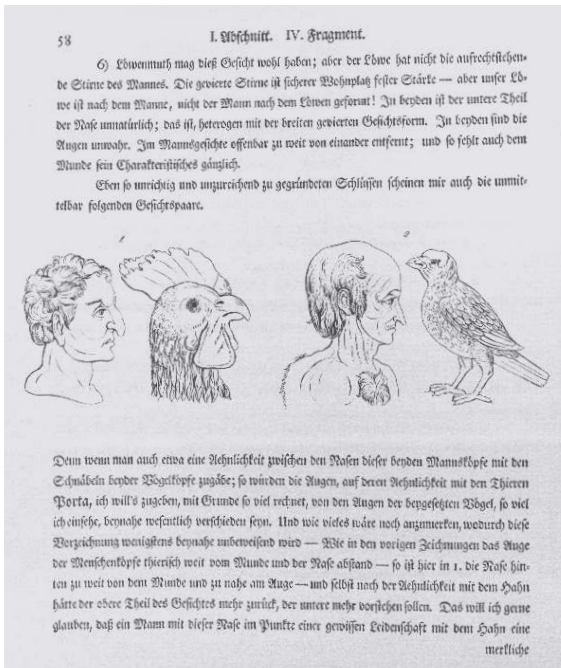 58
I. Abschnitt. IV. Fragment.
6) Löwenmuth mag dieß Gesicht wohl haben; aber der Löwe hat nicht die aufrechtstehen-
de Stirne des Mannes. Die gevierte Stirne ist sicherer Wohnplatz fester Stärke — aber unser Lö-
we ist nach dem Manne, nicht der Mann nach dem Löwen geformt! In beyden ist der untere Theil
der Nase unnatürlich; das ist, heterogen mit der breiten gevierten Gesichtsform. In beyden sind die
Augen unwahr. Im Mannsgesichte offenbar zu weit von einander entfernt; und so fehlt auch dem
Munde sein Charakteristisches gänzlich.
Eben so unrichtig und unzureichend zu gegründeten Schlüssen scheinen mir auch die unmit-
telbar folgenden Gesichtspaare.
1
2
Denn wenn man auch etwa eine Aehnlichkeit zwischen den Nasen dieser beyden Mannsköpfe mit den
Schnäbeln beyder Vögelköpfe zugäbe; so würden die Augen, auf deren Aehnlichkeit mit den Thieren
Porta, ich will's zugeben, mit Grunde so viel rechnet, von den Augen der beygesetzten Vögel, so viel
ich einsehe, beynahe wesentlich verschieden seyn. Und wie vieles wäre noch anzumerken, wodurch diese
Vorzeichnung wenigstens beynahe unbeweisend wird — Wie in den vorigen Zeichnungen das Auge
der Menschenköpfe thierisch weit vom Munde und der Nase abstand — so ist hier in 1. die Nase hin-
ten zu weit von dem Munde und zu nahe am Auge — und selbst nach der Aehnlichkeit mit dem Hahn
hätte der obere Theil des Gesichtes mehr zurück, der untere mehr vorstehen sollen. Das will ich gerne
glauben, daß ein Mann mit dieser Nase im Punkte einer gewissen Leidenschaft mit dem Hahn eine
merkliche